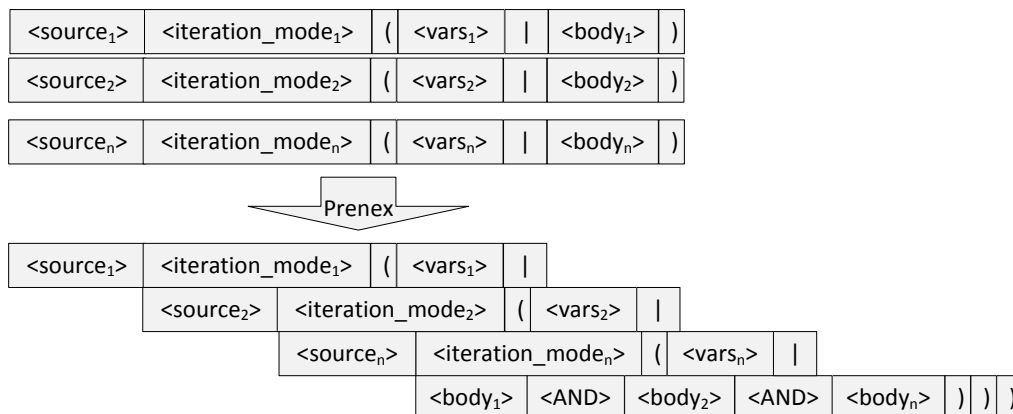 <source₁> <iteration_mode₁> ( <vars₁> | <body₁> )
<source₂> <iteration_mode₂> ( <vars₂> | <body₂> )
<sourceₙ> <iteration_modeₙ> ( <varsₙ> | <bodyₙ> )
Prenex
<source₁> <iteration_mode₁> ( <vars₁> |
<source₂> <iteration_mode₂> ( <vars₂> |
<sourceₙ> <iteration_modeₙ> ( <varsₙ> |
<body₁> <AND> <body₂> <AND> <bodyₙ> ) ) )